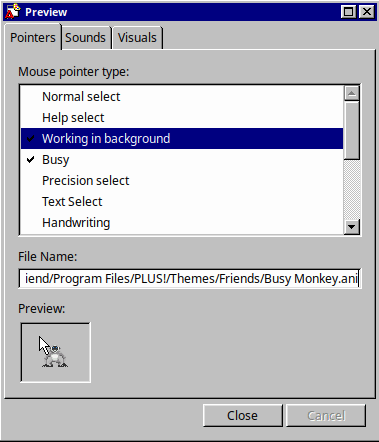 Preview
Pointers Sounds Visuals
Mouse pointer type:
Normal select
Help select
Working in background
Busy
Precision select
Text Select
Handwriting
File Name:
iend/Program Files/PLUS!/Themes/Friends/Busy Monkey.ani
Preview:
Close Cancel